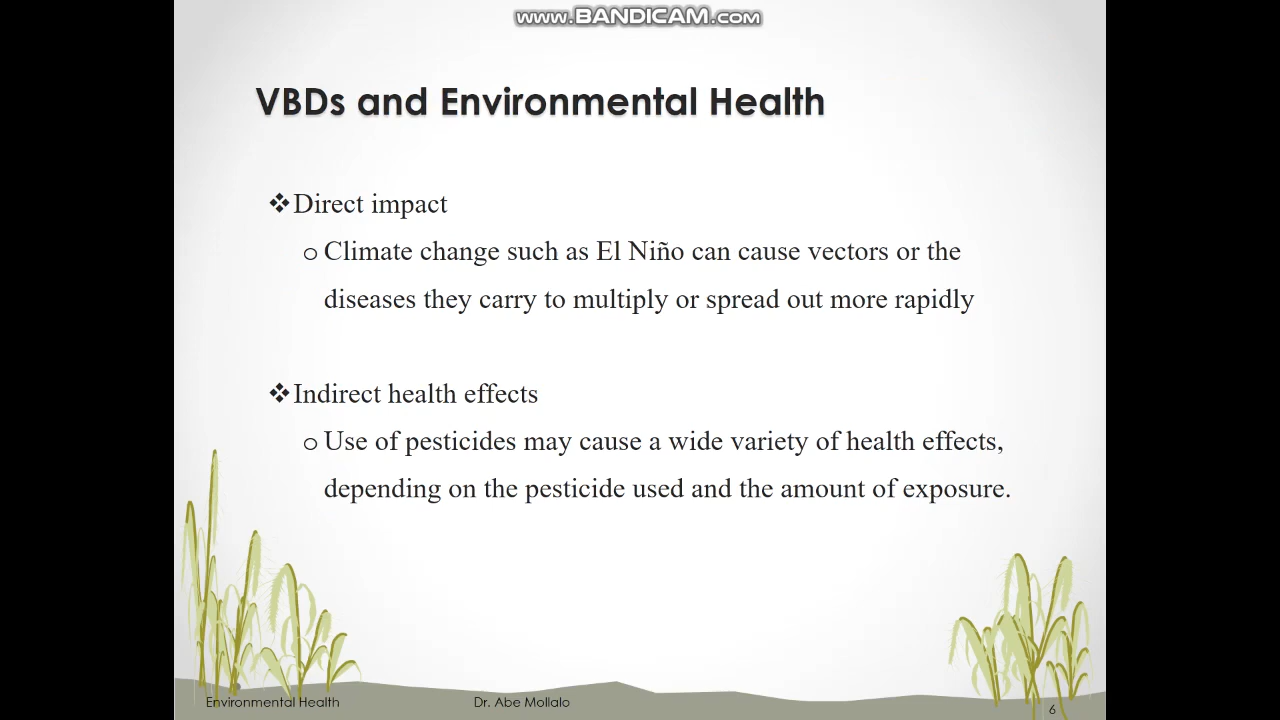 www.BANDICAM.com
VBDs and Environmental Health
❖Direct impact
o Climate change such as El Niño can cause vectors or the
diseases they carry to multiply or spread out more rapidly
❖Indirect health effects
o Use of pesticides may cause a wide variety of health effects,
depending on the pesticide used and the amount of exposure.
Environmental Health
Dr. Abe Mollalo
6